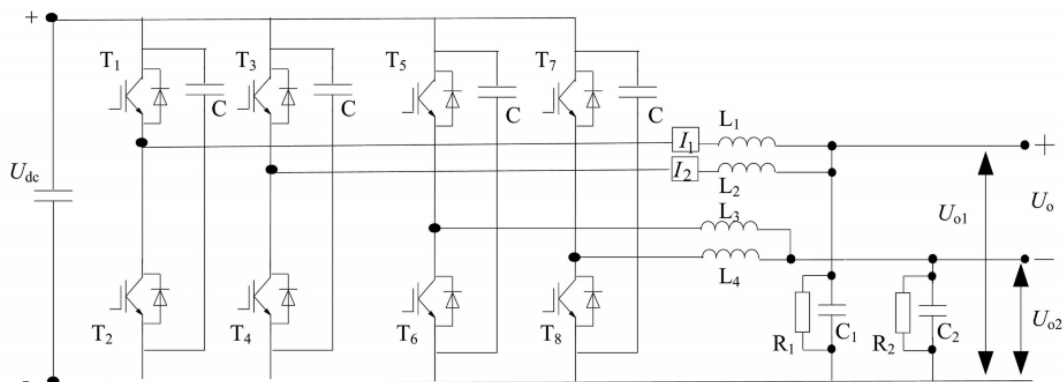 +
T1 T3 T5 T7
C C C C
L1
I1
+
Udc
I2
L2
Uo1
Uo
L3
L4
−
T2 T4 T6 T8
R1 C1 R2 C2
Uo2
-